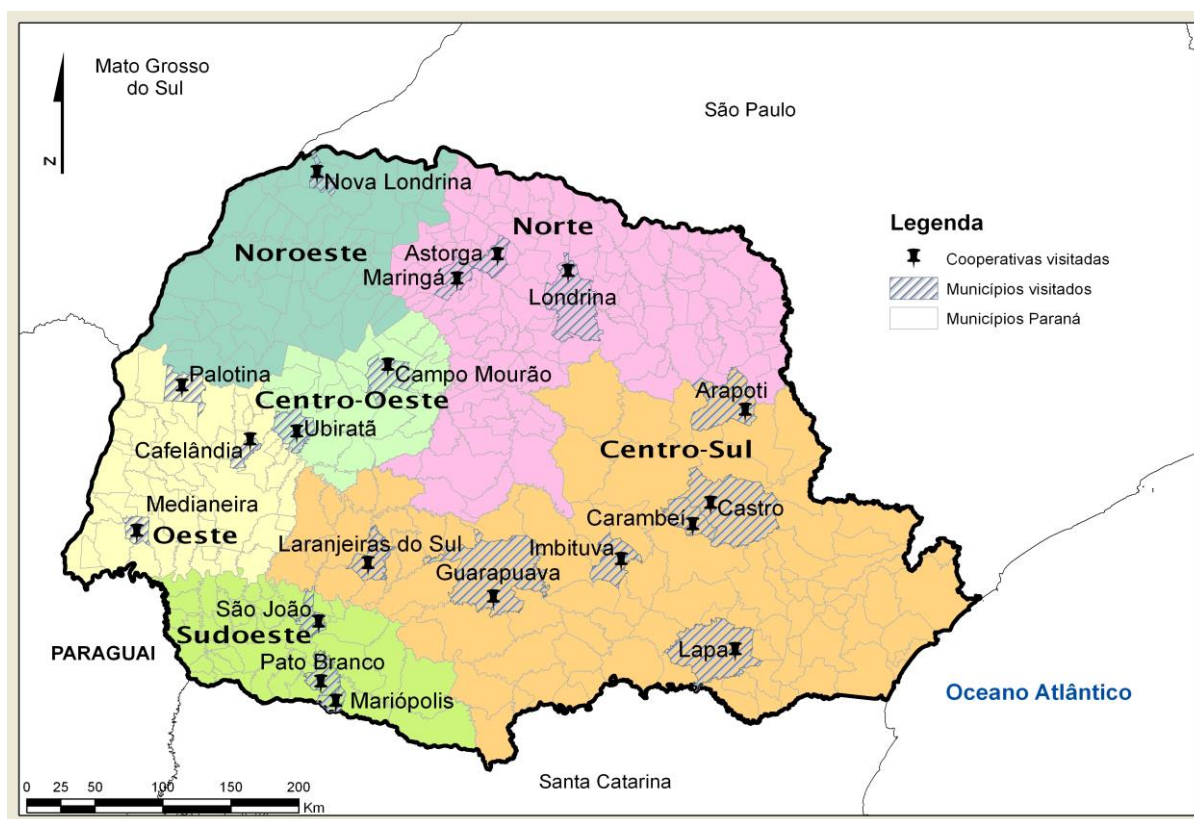 Mato Grosso
do Sul
São Paulo
N
Nova Londrina
Noroeste
Norte
Astorga
Maringá
Londrina
Legenda
Cooperativas visitadas
Municípios visitados
Municípios Paraná
Palotina
Campo Mourão
Centro-Oeste
Ubiratã
Cafelândia
Arapoti
Centro-Sul
Medianeira
Oeste
Castro
Carambei
Laranjeiras do Sul
Imbituva
Guarapuava
São João
Sudoeste
PARAGUAI
Pato Branco
Mariópolis
Lapa
Oceano Atlântico
Santa Catarina
0 25 50 100 150 200
Km